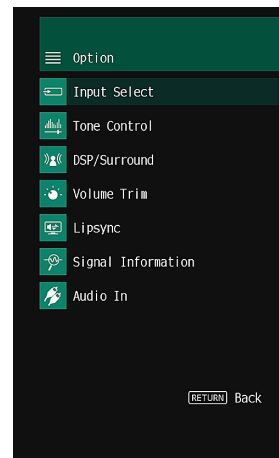 Option
Input Select
Tone Control
DSP/Surround
Volume Trim
Lipsync
Signal Information
Audio In
RETURN Back